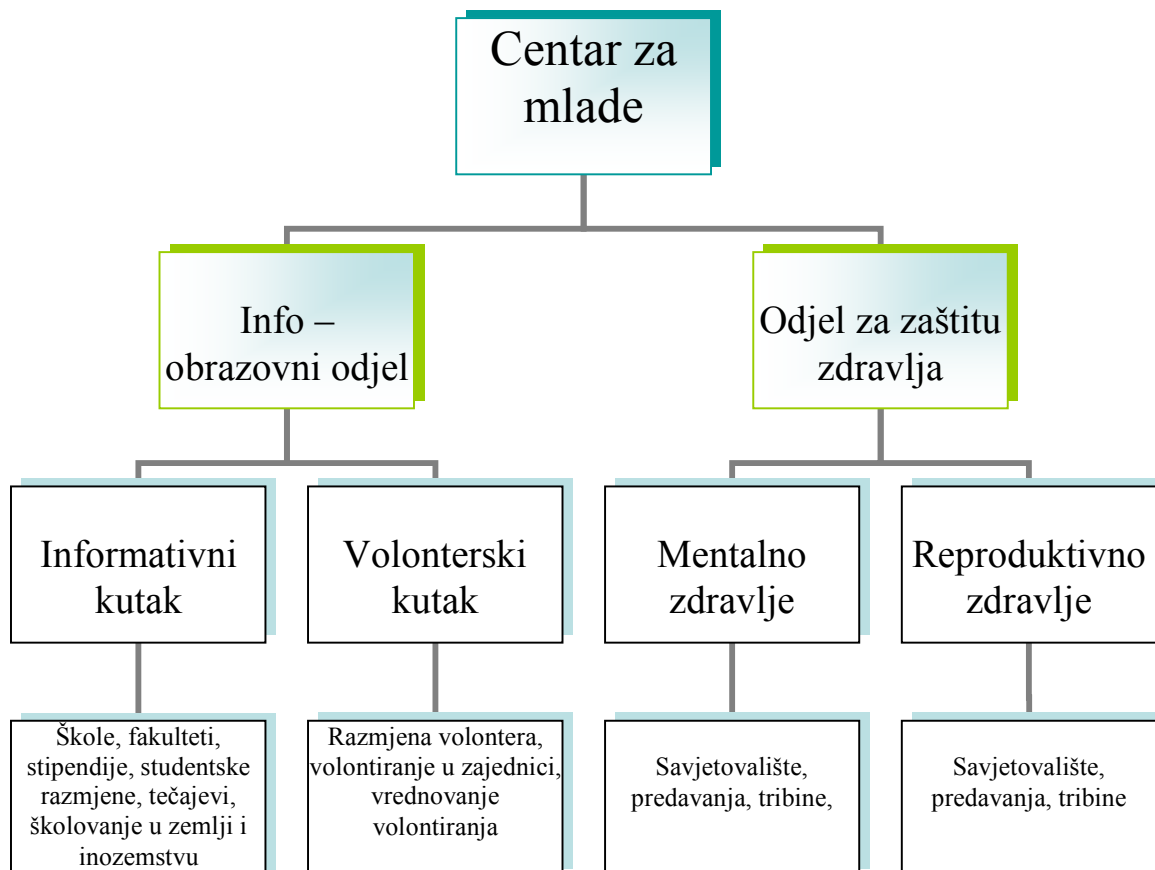 Centar za
mlade
Info –
obrazovni odjel
Odjel za zaštitu
zdravlja
Informativni
kutak
Volonterski
kutak
Mentalno
zdravlje
Reproduktivno
zdravlje
Škole, fakulteti,
stipendije, studentske
razmjene, tečajevi,
školovanje u zemlji i
inozemstvu
Razmjena volontera,
volontiranje u zajednici,
vrednovanje
volontiranja
Savjetovalište,
predavanja, tribine,
Savjetovalište,
predavanja, tribine